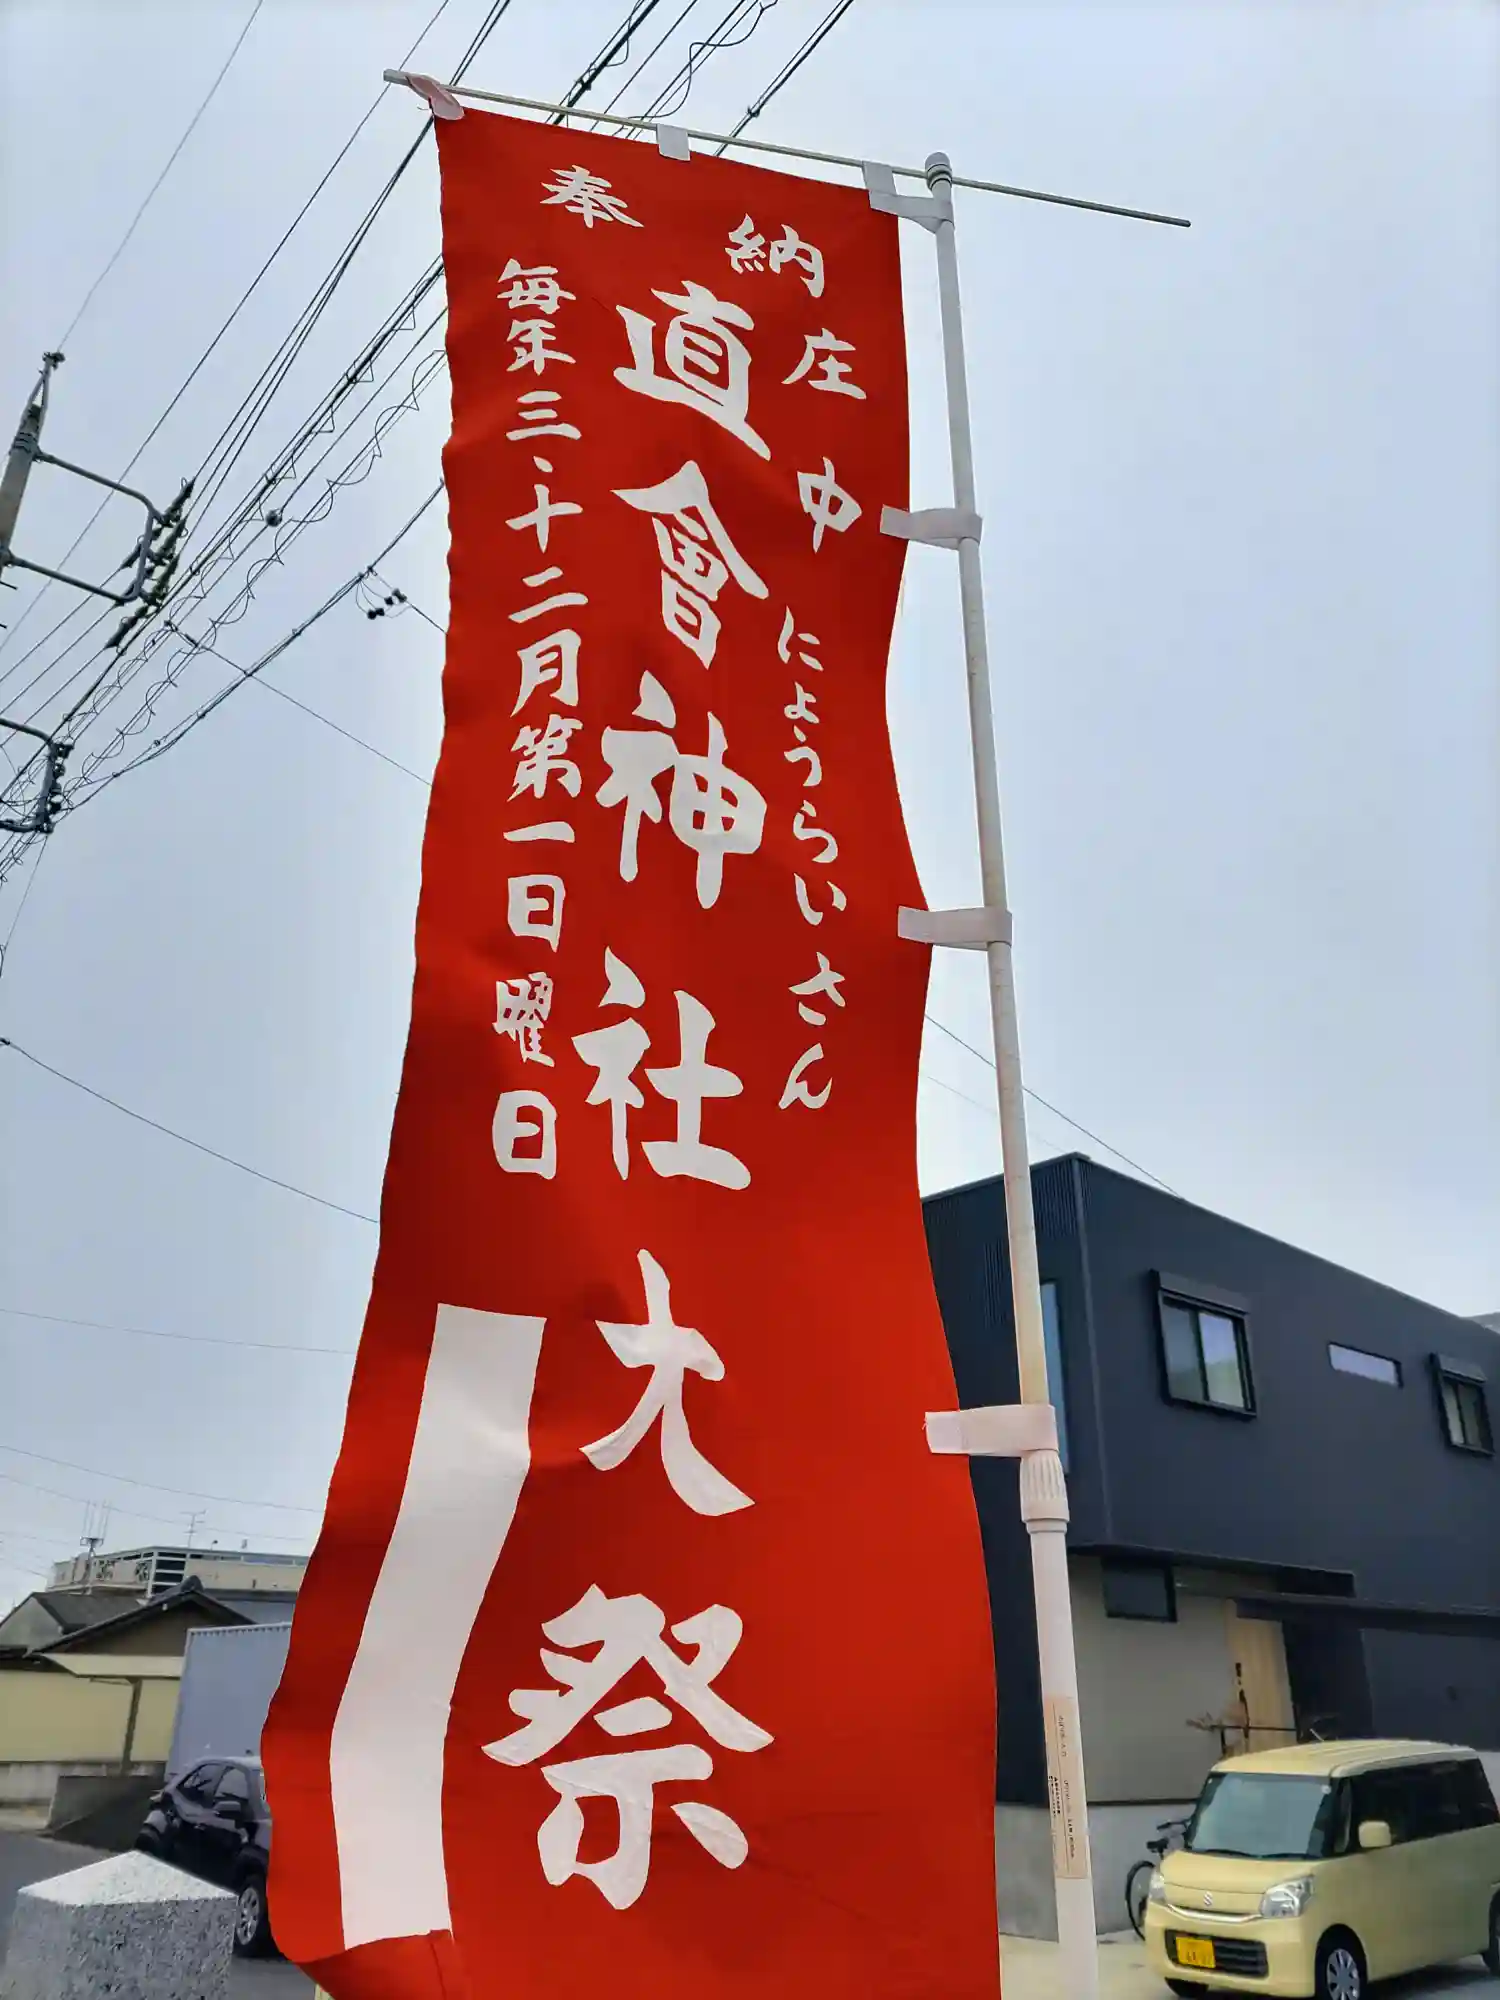 奉納
庄中 にょうらいさん
直會神社大祭
毎年三、十二月第一日曜日